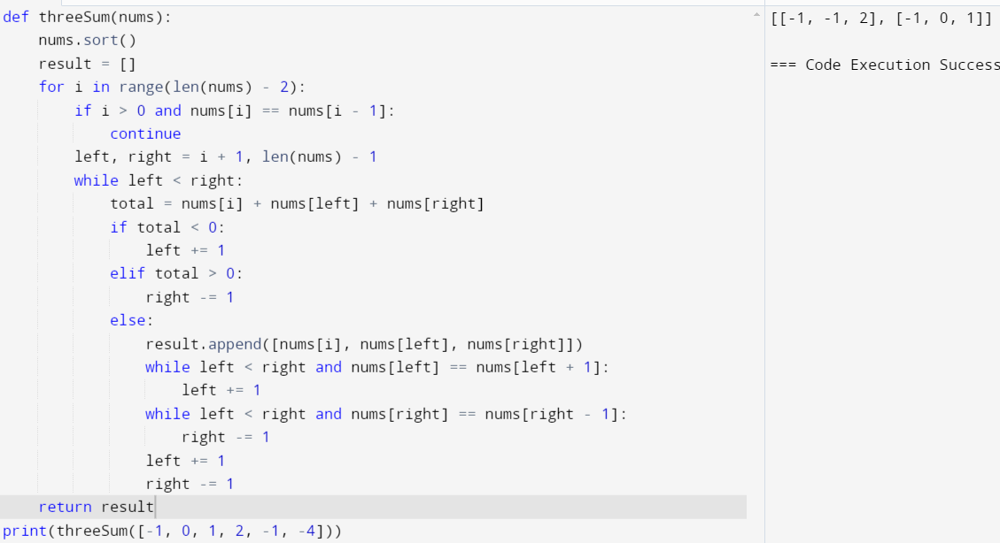 def threeSum(nums):
    nums.sort()
    result = []
    for i in range(len(nums) - 2):
        if i > 0 and nums[i] == nums[i - 1]:
            continue
        left, right = i + 1, len(nums) - 1
        while left < right:
            total = nums[i] + nums[left] + nums[right]
            if total < 0:
                left += 1
            elif total > 0:
                right -= 1
            else:
                result.append([nums[i], nums[left], nums[right]])
                while left < right and nums[left] == nums[left + 1]:
                    left += 1
                while left < right and nums[right] == nums[right - 1]:
                    right -= 1
                left += 1
                right -= 1
    return result
print(threeSum([-1, 0, 1, 2, -1, -4]))
[[-1, -1, 2], [-1, 0, 1]]
=== Code Execution Success